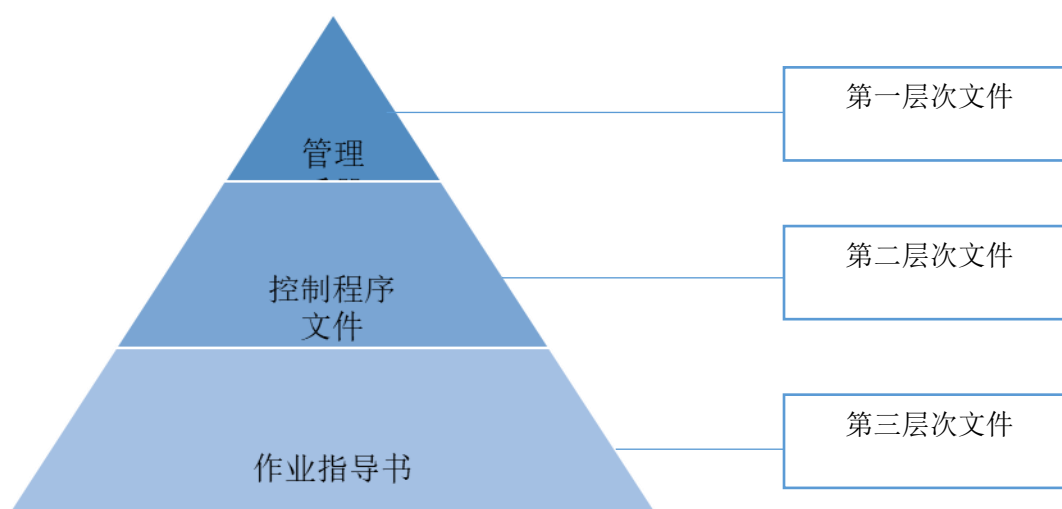 管理
第一层次文件
控制程序
文件
第二层次文件
作业指导书
第三层次文件